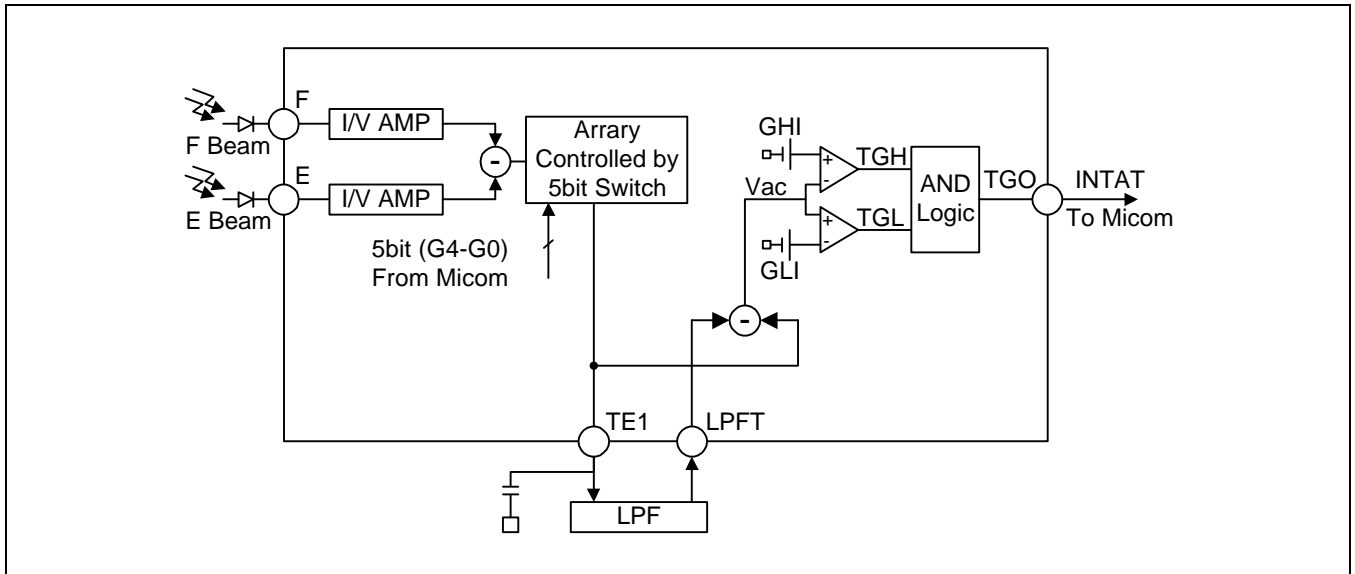 F
I/V AMP
F Beam
E
I/V AMP
E Beam
-
Arrary
Controlled by
5bit Switch
5bit (G4-G0)
From Micom
GHI
+
-
TGH
Vac
+
-
TGL
GLI
AND
Logic
TGO
INTAT
To Micom
-
TE1
LPFT
LPF